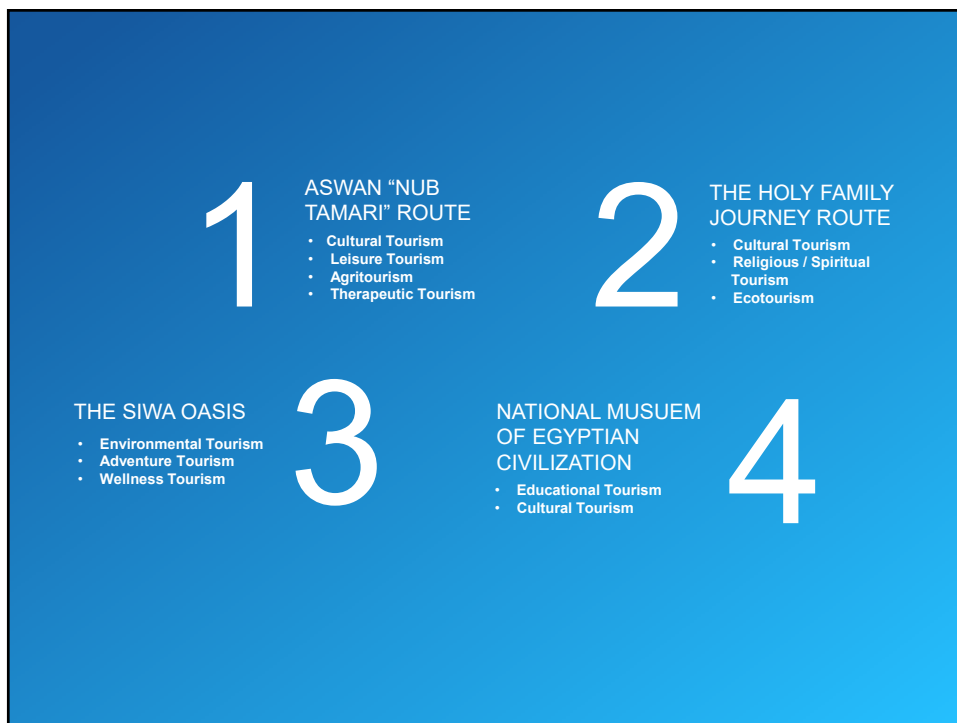 1
ASWAN “NUB
TAMARI” ROUTE
• Cultural Tourism
• Leisure Tourism
• Agritourism
• Therapeutic Tourism
2
THE HOLY FAMILY
JOURNEY ROUTE
• Cultural Tourism
• Religious / Spiritual
Tourism
• Ecotourism
THE SIWA OASIS
• Environmental Tourism
• Adventure Tourism
• Wellness Tourism
3
NATIONAL MUSUEM
OF EGYPTIAN
CIVILIZATION
• Educational Tourism
• Cultural Tourism
4